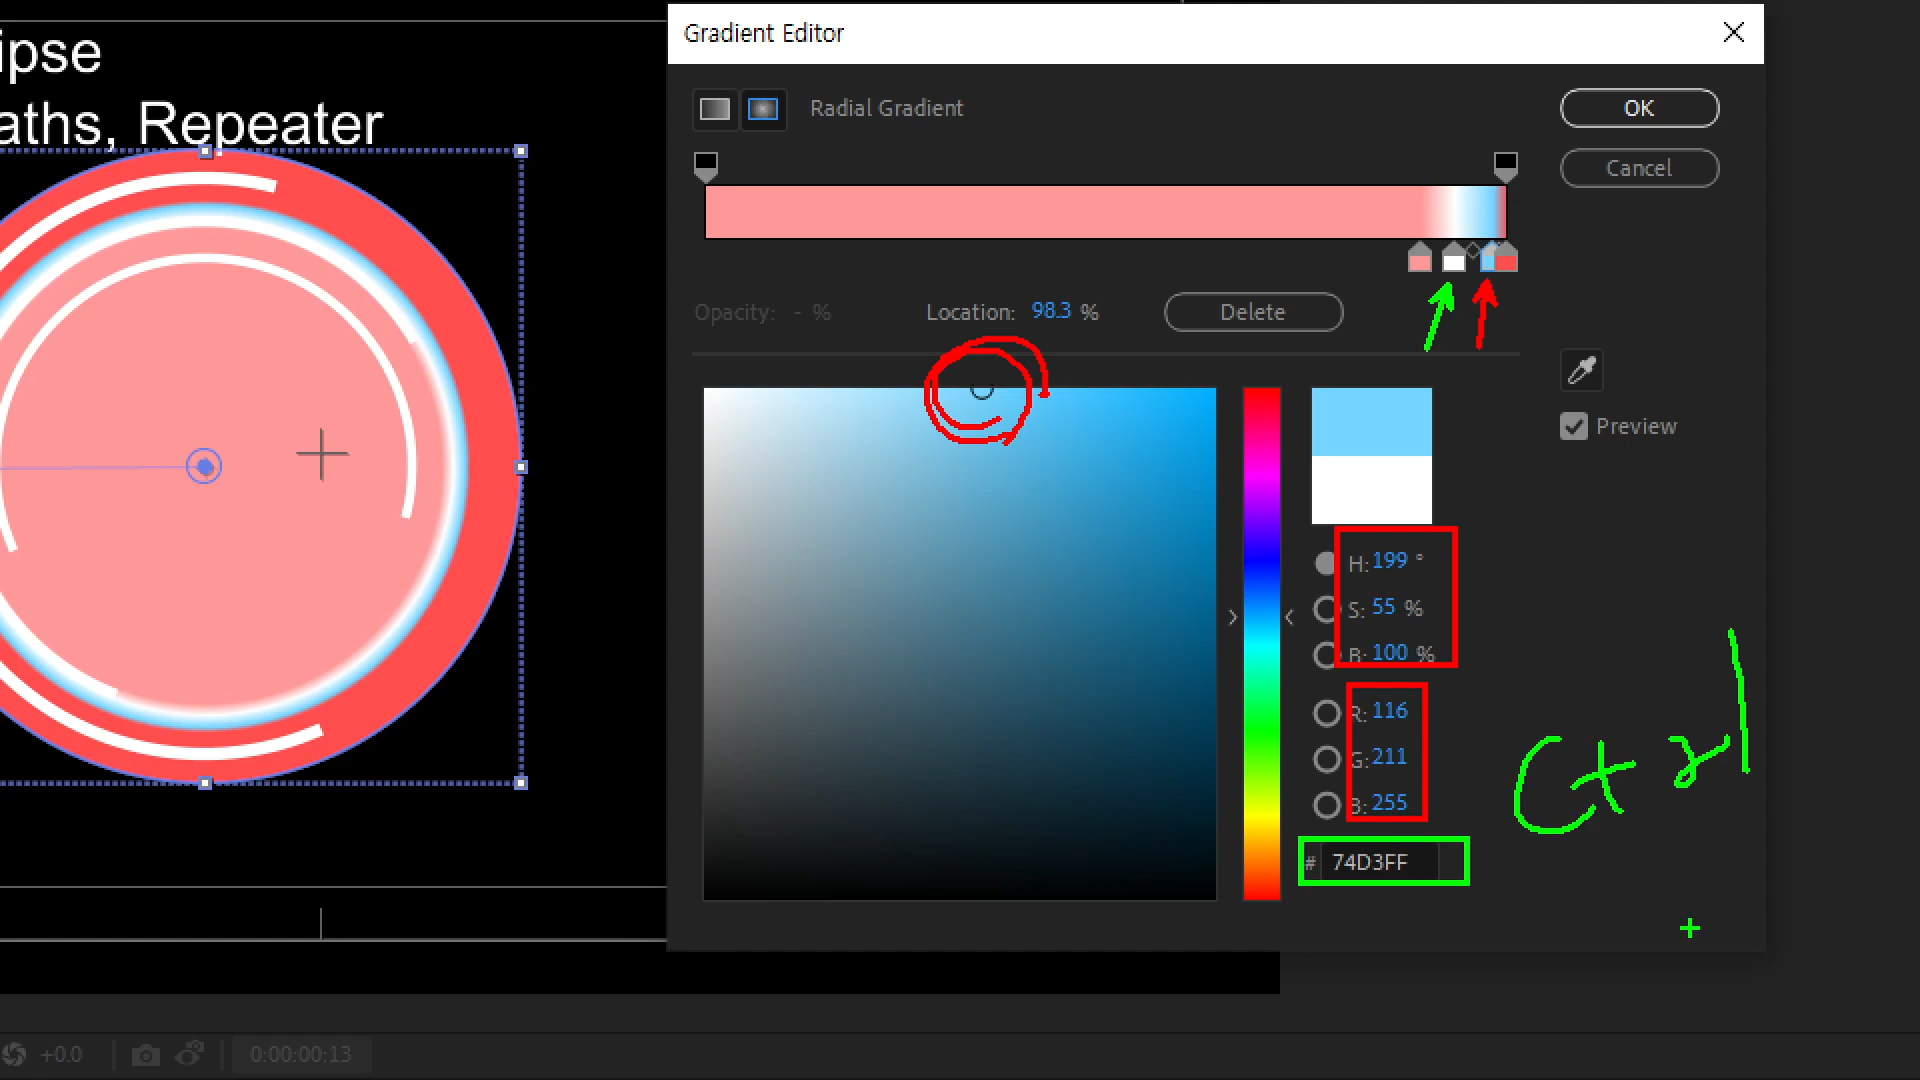 ipse
aths, Repeater
Gradient Editor
Radial Gradient
OK
Cancel
Opacity: - %
Location: 98.3 %
Delete
Preview
H: 199 °
S: 55 %
B: 100 %
R: 116
G: 211
B: 255
# 74D3FF
Ctrl
+0.0
0:00:00:13